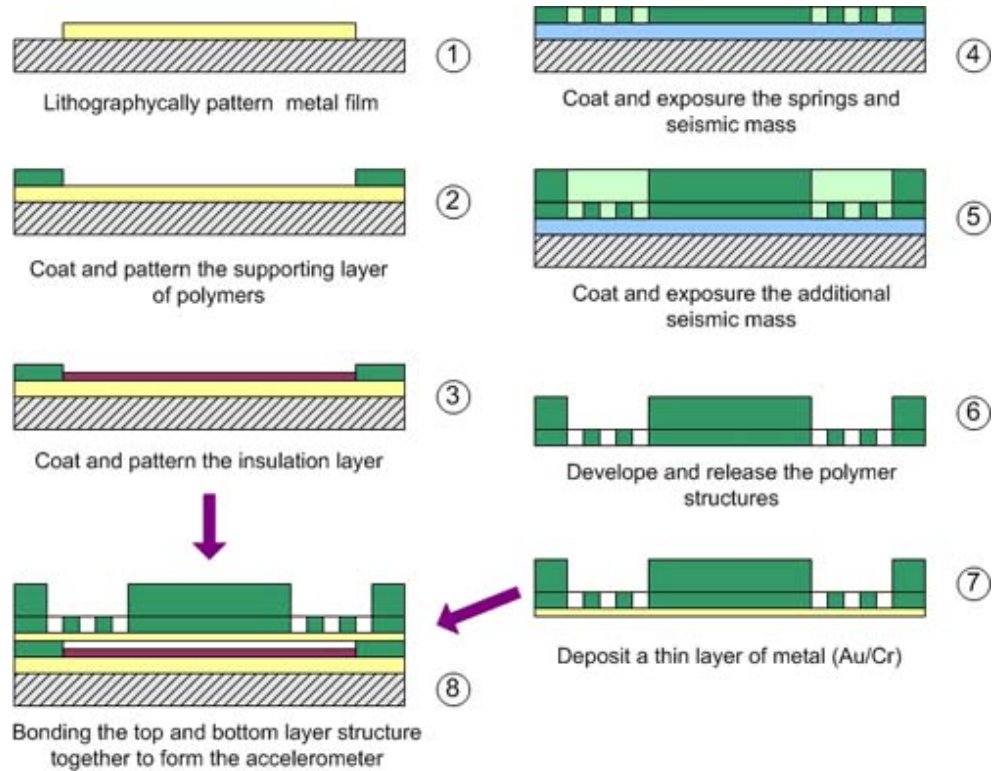 1
Lithographycally pattern metal film
2
Coat and pattern the supporting layer
of polymers
3
Coat and pattern the insulation layer
4
Coat and exposure the springs and
seismic mass
5
Coat and exposure the additional
seismic mass
6
Develope and release the polymer
structures
7
Deposit a thin layer of metal (Au/Cr)
8
Bonding the top and bottom layer structure
together to form the accelerometer